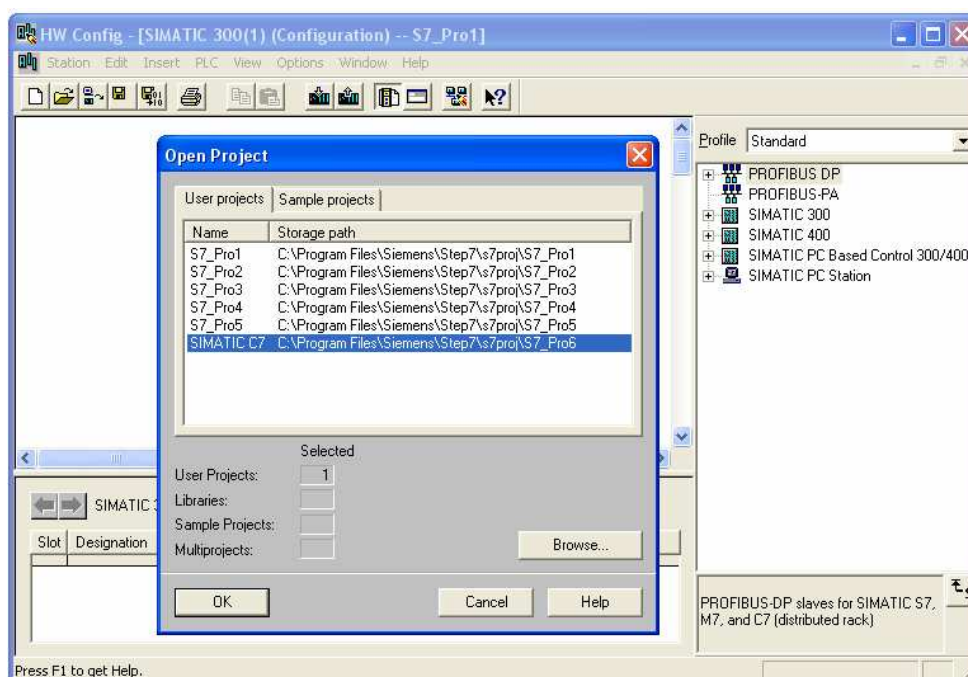 HW Config - [SIMATIC 300(1) (Configuration) -- S7_Pro1]
Station Edit Insert PLC View Options Window Help
Open Project
User projects Sample projects
Name Storage path
S7_Pro1 C:\Program Files\Siemens\Step7\s7proj\S7_Pro1
S7_Pro2 C:\Program Files\Siemens\Step7\s7proj\S7_Pro2
S7_Pro3 C:\Program Files\Siemens\Step7\s7proj\S7_Pro3
S7_Pro4 C:\Program Files\Siemens\Step7\s7proj\S7_Pro4
S7_Pro5 C:\Program Files\Siemens\Step7\s7proj\S7_Pro5
SIMATIC C7 C:\Program Files\Siemens\Step7\s7proj\S7_Pro6
Selected
User Projects: 1
Libraries:
Sample Projects:
Multiprojects:
Browse...
OK Cancel Help
Profile Standard
PROFIBUS DP
PROFIBUS-PA
SIMATIC 300
SIMATIC 400
SIMATIC PC Based Control 300/400
SIMATIC PC Station
SIMATIC 3
Slot Designation
PROFIBUS-DP slaves for SIMATIC S7,
M7, and C7 (distributed rack)
Press F1 to get Help.